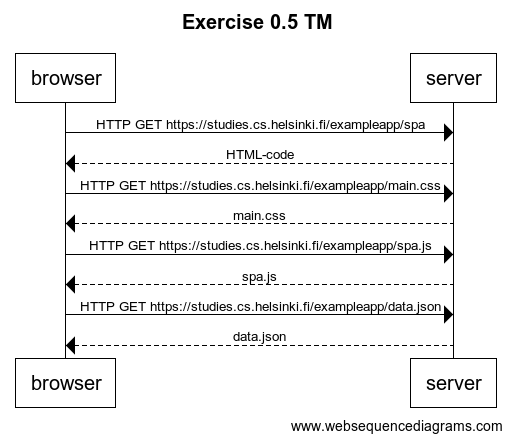 Exercise 0.5 TM
browser server
HTTP GET https://studies.cs.helsinki.fi/exampleapp/spa
HTML-code
HTTP GET https://studies.cs.helsinki.fi/exampleapp/main.css
main.css
HTTP GET https://studies.cs.helsinki.fi/exampleapp/spa.js
spa.js
HTTP GET https://studies.cs.helsinki.fi/exampleapp/data.json
data.json
browser server
www.websequencediagrams.com